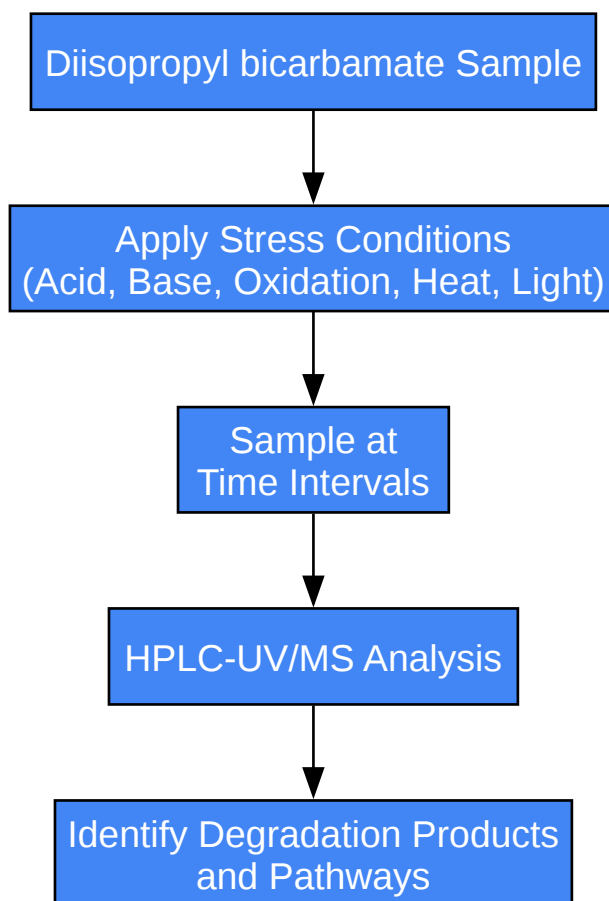 Diisopropyl bicarbamate Sample
Apply Stress Conditions
(Acid, Base, Oxidation, Heat, Light)
Sample at
Time Intervals
HPLC-UV/MS Analysis
Identify Degradation Products
and Pathways